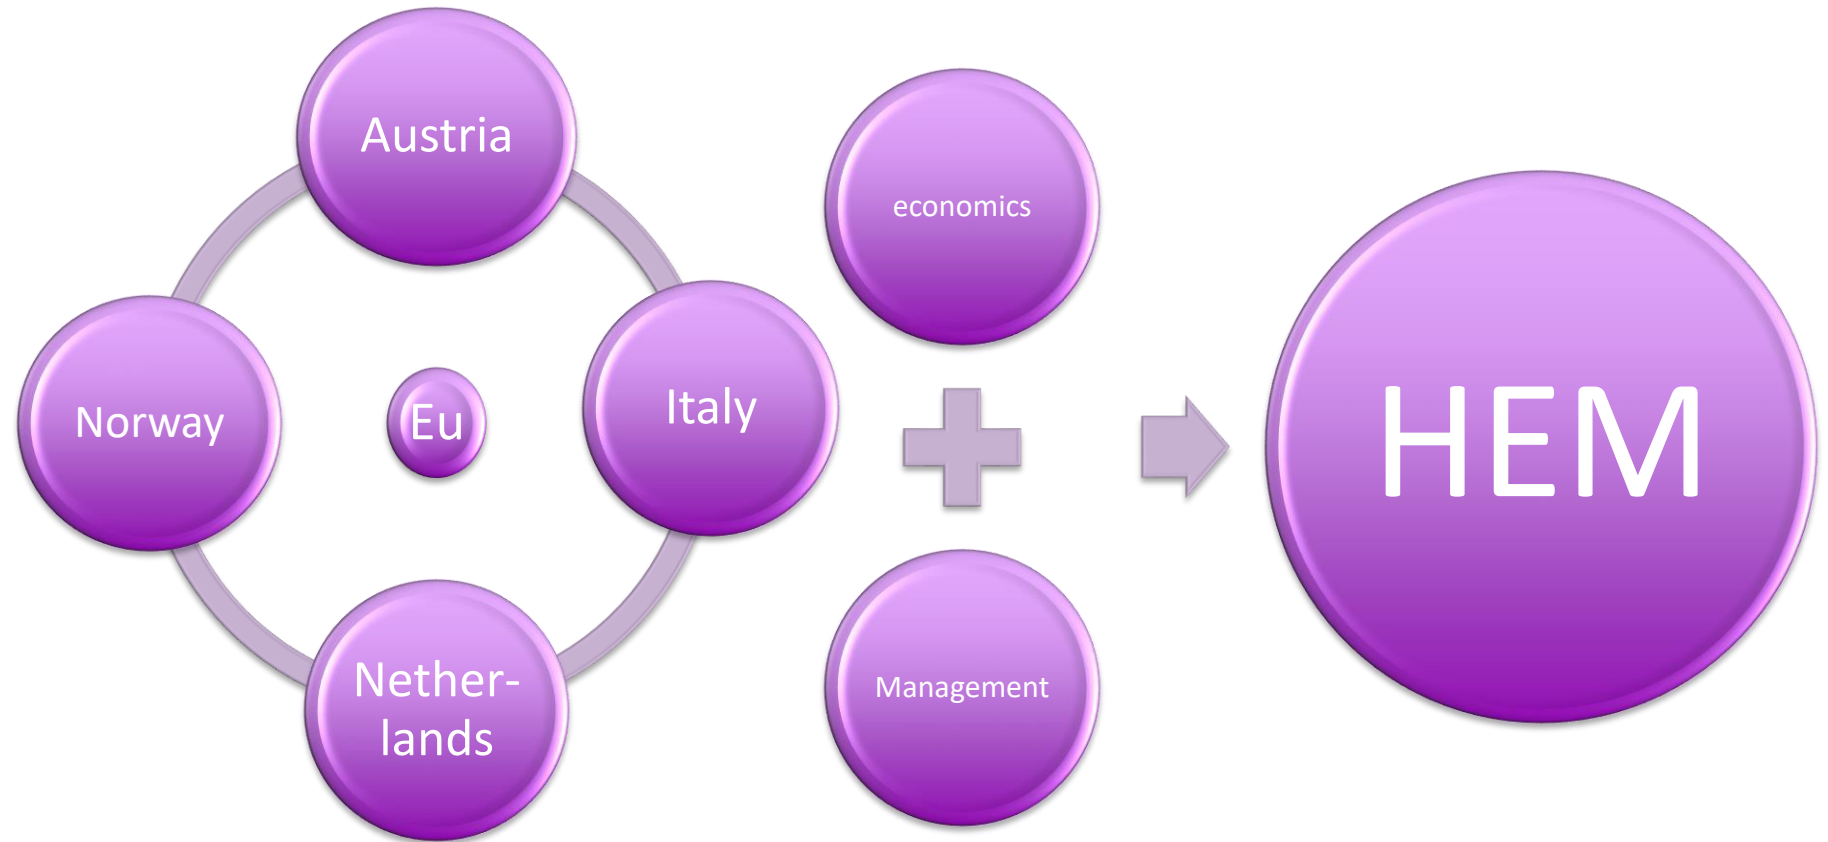 Austria
Norway
Eu
Italy
Nether-
lands
economics
Management
HEM